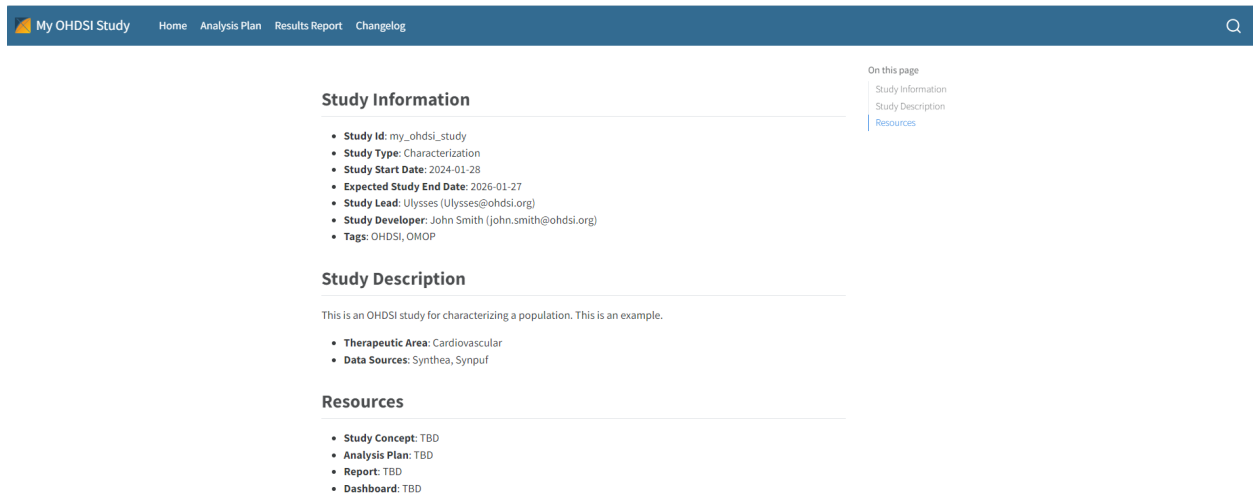 My OHDSI Study Home Analysis Plan Results Report Changelog
On this page
Study Information
Study Description
Resources
Study Information
Study Id: my_ohdsi_study
Study Type: Characterization
Study Start Date: 2024-01-28
Expected Study End Date: 2026-01-27
Study Lead: Ulysses (Ulysses@ohdsi.org)
Study Developer: John Smith (john.smith@ohdsi.org)
Tags: OHDSI, OMOP
Study Description
This is an OHDSI study for characterizing a population. This is an example.
Therapeutic Area: Cardiovascular
Data Sources: Synthea, Synpuf
Resources
Study Concept: TBD
Analysis Plan: TBD
Report: TBD
Dashboard: TBD